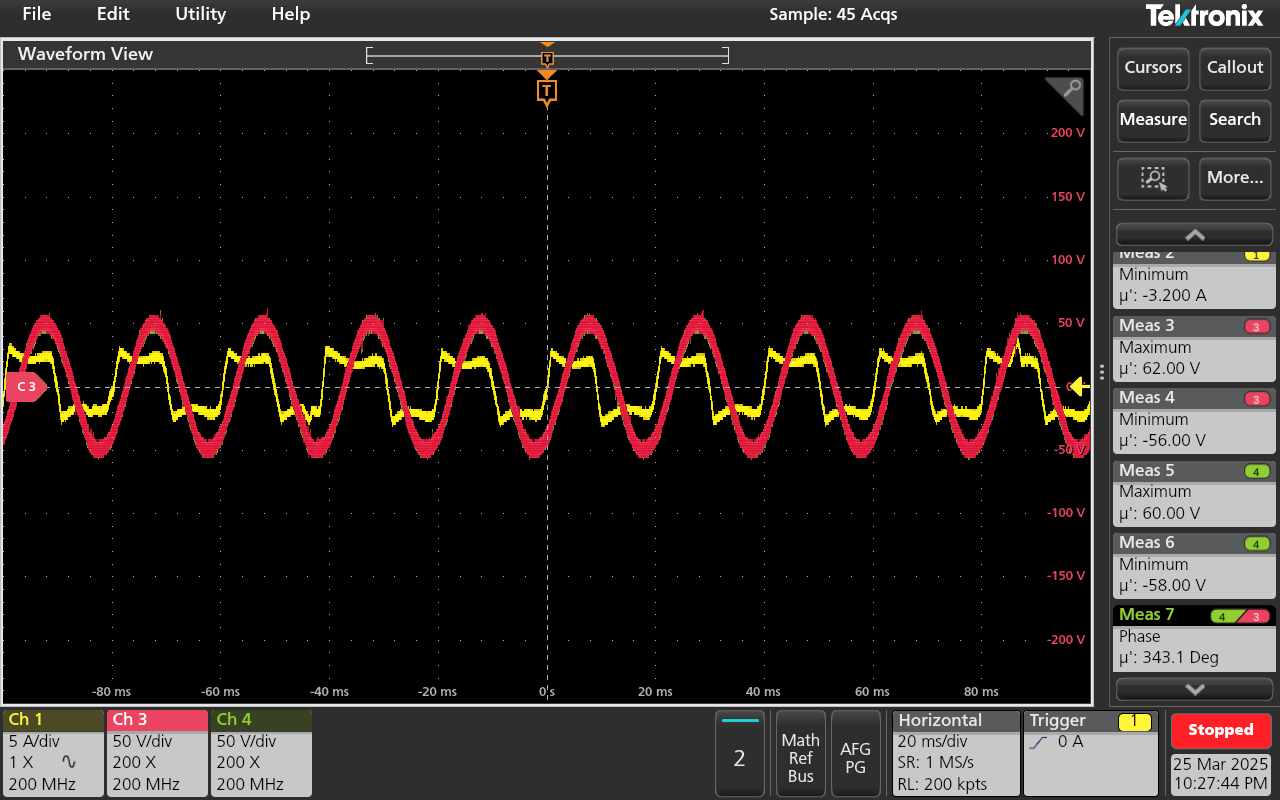 File Edit Utility Help Sample: 45 Acqs Tektronix
Waveform View
T
T
Cursors Callout
Measure Search
More...
200 V
150 V
100 V
50 V
0
-50 V
-100 V
-150 V
-200 V
C 3
-80 ms -60 ms -40 ms -20 ms 0 s 20 ms 40 ms 60 ms 80 ms
Meas 2 1
Minimum
µ': -3.200 A
Meas 3 3
Maximum
µ': 62.00 V
Meas 4 3
Minimum
µ': -56.00 V
Meas 5 4
Maximum
µ': 60.00 V
Meas 6 4
Minimum
µ': -58.00 V
Meas 7 4 3
Phase
µ': 343.1 Deg
Ch 1
5 A/div
1 X
200 MHz
Ch 3
50 V/div
200 X
200 MHz
Ch 4
50 V/div
200 X
200 MHz
2
Math
Ref
Bus
AFG
PG
Horizontal
20 ms/div
SR: 1 MS/s
RL: 200 kpts
Trigger 1
0 A
Stopped
25 Mar 2025
10:27:44 PM